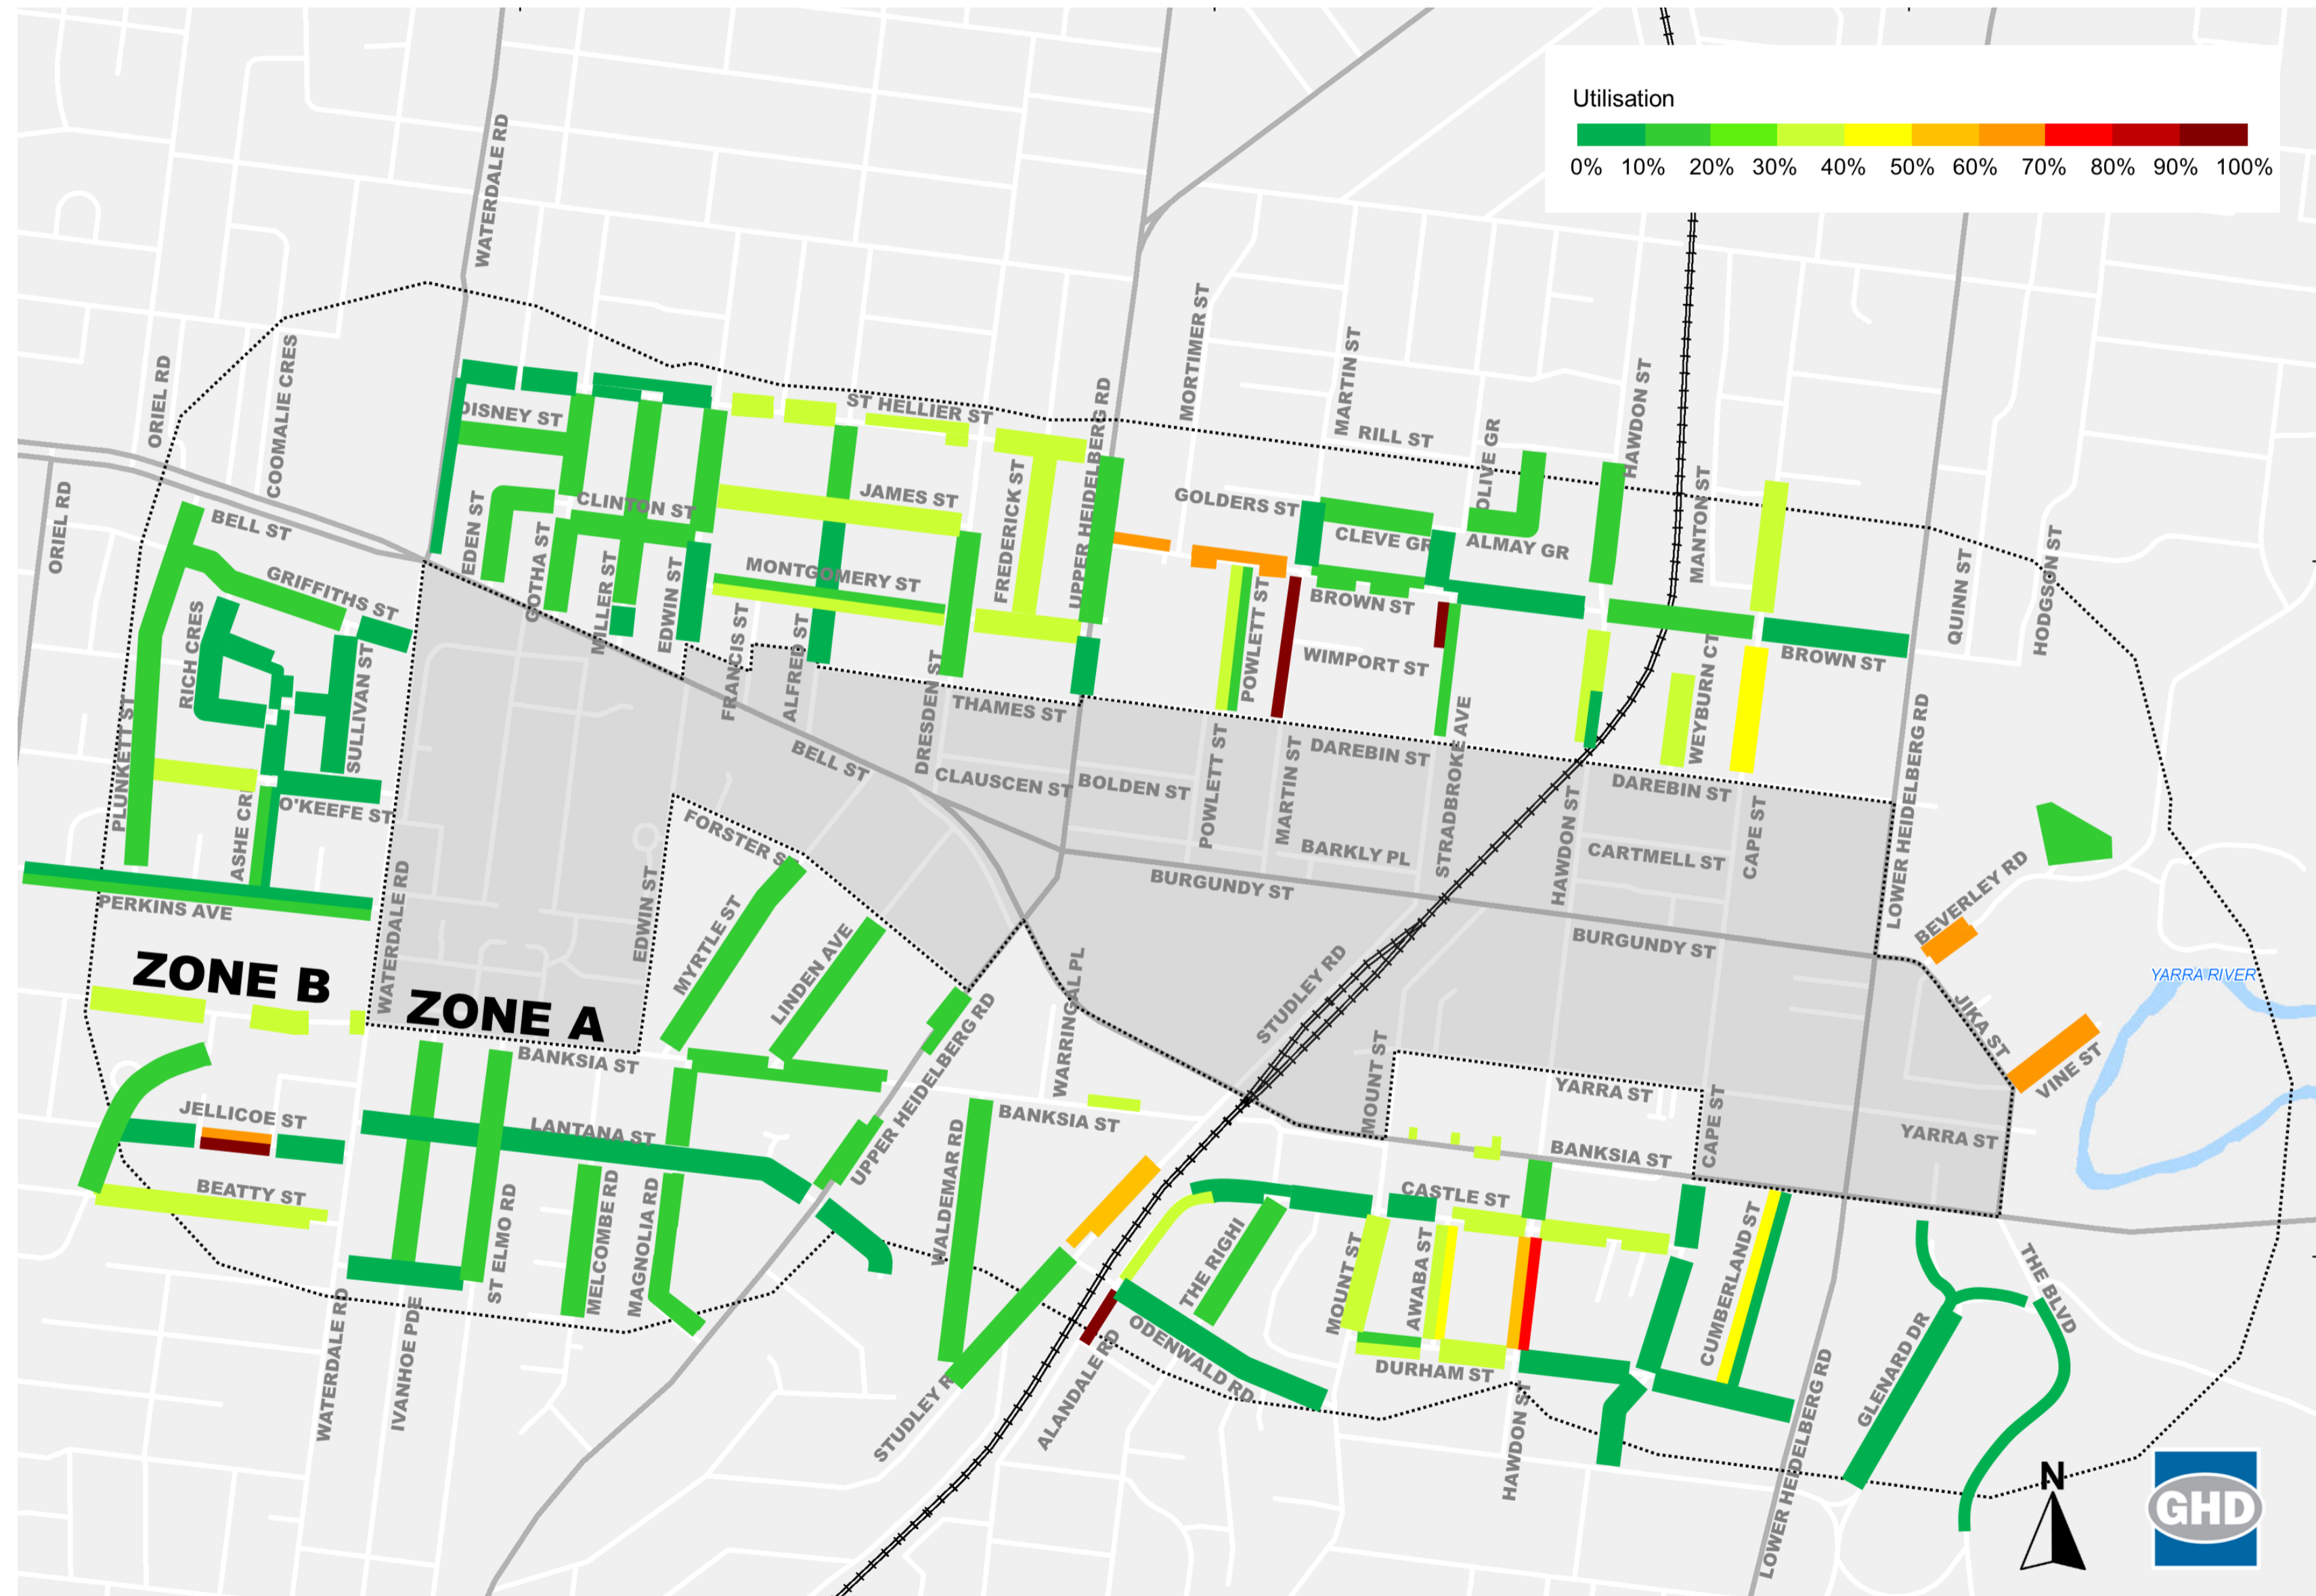 Utilisation
0% 10% 20% 30% 40% 50% 60% 70% 80% 90% 100%
WATERDALE RD
ORIEL RD
COOMALIE CRES
MORTIMER ST
MARTIN ST
HAWDON ST
DISNEY ST
ST HELLIER ST
UPPER HEIDELBERG RD
RILL ST
OLIVE GR
MANTON ST
ORIEL RD
BELL ST
EDEN ST
CLINTON ST
JAMES ST
FREDERICK ST
GOLDERS ST
CLEVE GR
ALMAY GR
QUINN ST
HODGSON ST
GRIFFITHS ST
GOTHA ST
MILLER ST
EDWIN ST
MONTGOMERY ST
POWLETT ST
BROWN ST
WIMPORT ST
WEYBURN CT
BROWN ST
RICH CRES
SULLIVAN ST
FRANCIS ST
ALFRED ST
DRESDEN ST
THAMES ST
PLUNKETT ST
BELL ST
CLAUSCEN ST
BOLDEN ST
POWLETT ST
MARTIN ST
DAREBIN ST
STRADBROKE AVE
HAWDON ST
DAREBIN ST
CAPE ST
LOWER HEIDELBERG RD
O'KEEFE ST
ASHE CR
FORSTER S
BARKLY PL
CARTMELL ST
PERKINS AVE
WATERDALE RD
EDWIN ST
BURGUNDY ST
BEVERLEY RD
ZONE B
ZONE A
MYRTLE ST
LINDEN AVE
UPPER HEIDELBERG RD
WARRINGAL PL
STUDLEY RD
BURGUNDY ST
YARRA RIVER
JIKA ST
BANKSIA ST
MOUNT ST
YARRA ST
VINE ST
JELLICOE ST
LANTANA ST
BANKSIA ST
BANKSIA ST
CAPE ST
YARRA ST
BEATTY ST
ST ELMO RD
MELCOMBE RD
MAGNOLIA RD
WALDEMAR RD
CASTLE ST
THE RIGHI
MOUNT ST
AWABA ST
CUMBERLAND ST
THE BLVD
WATERDALE RD
IVANHOE PDE
STUDLEY R
ALANDALE RD
ODENWALD RD
DURHAM ST
HAWDON ST
LOWER HEIDELBERG RD
GLENARD DR
N
GHD